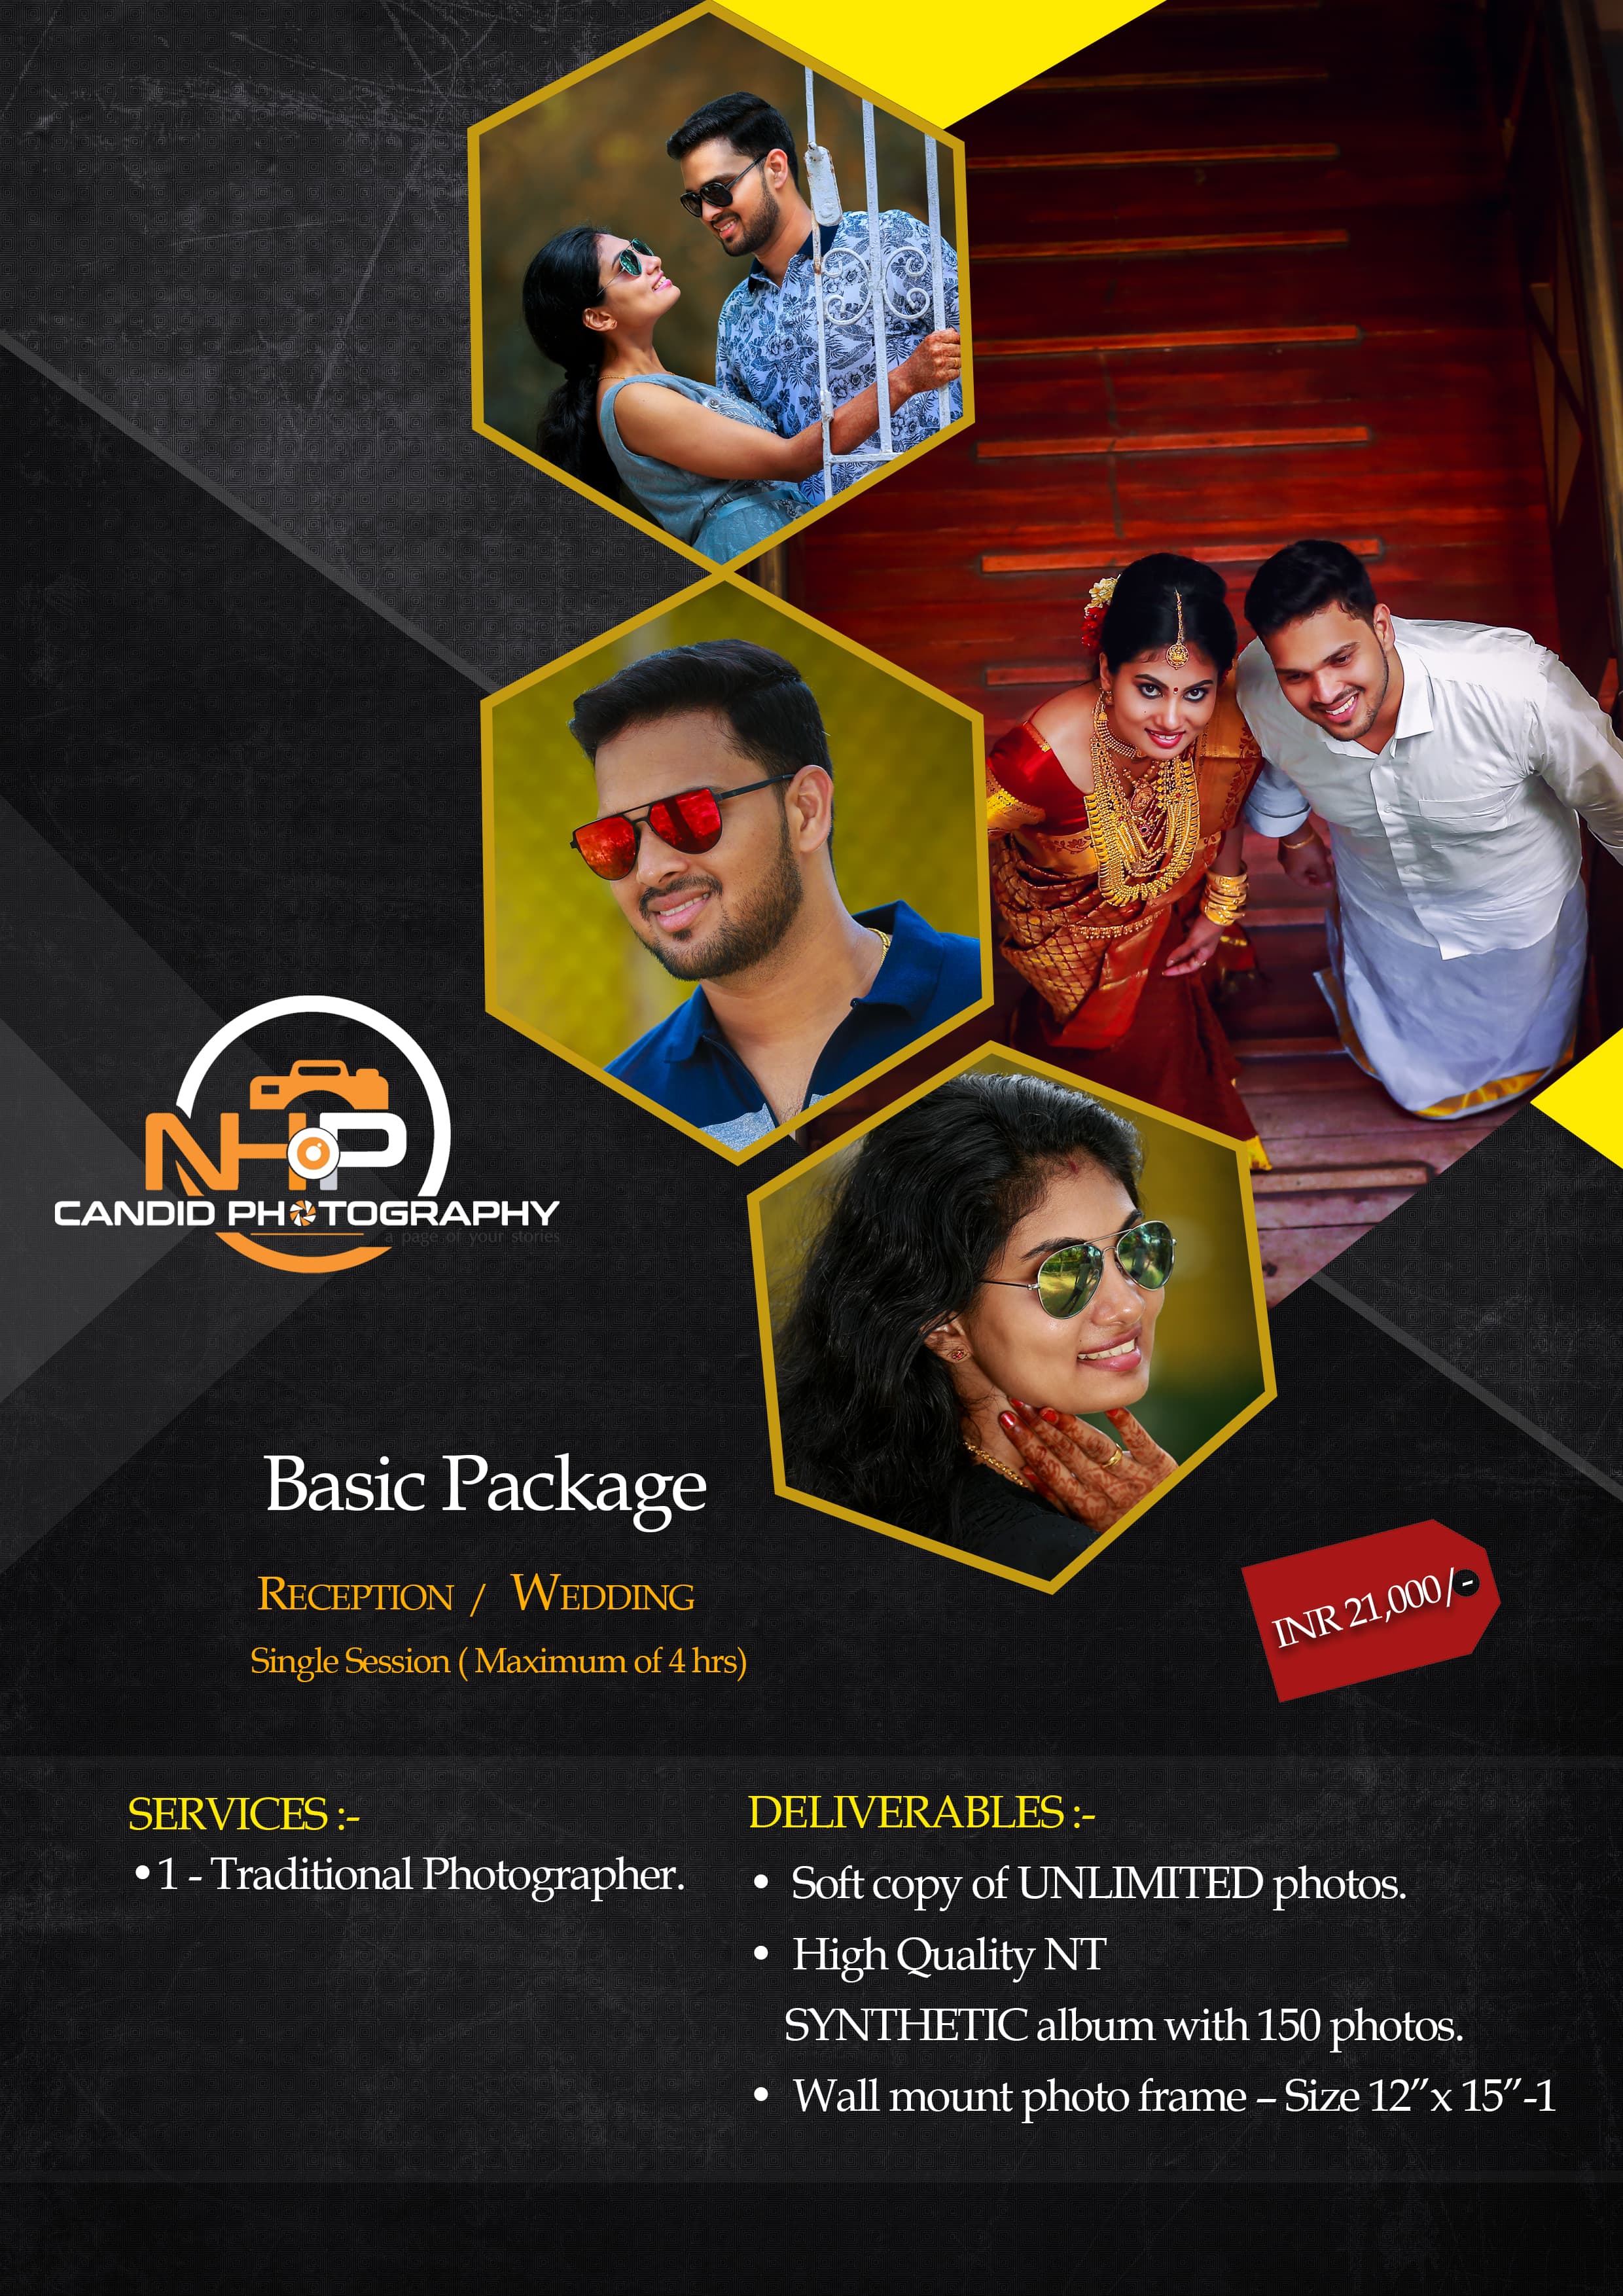 NHP
CANDID PHOTOGRAPHY
a page of your stories
Basic Package
RECEPTION / WEDDING
Single Session ( Maximum of 4 hrs)
INR 21,000/-
SERVICES :-
•1 - Traditional Photographer.
DELIVERABLES :-
• Soft copy of UNLIMITED photos.
• High Quality NT
SYNTHETIC album with 150 photos.
• Wall mount photo frame – Size 12”x 15”-1